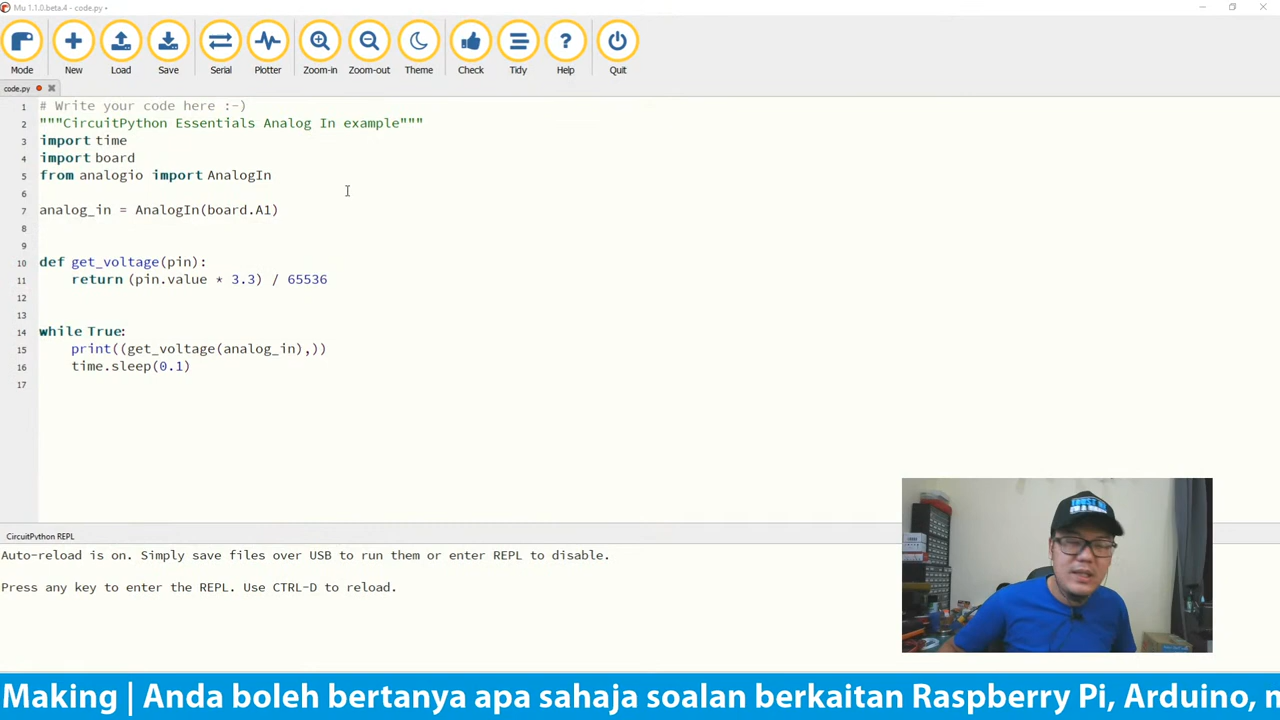 Mu 1.1.0.beta.4 - code.py •
Mode New Load Save Serial Plotter Zoom-in Zoom-out Theme Check Tidy Help Quit
code.py
1 # Write your code here :-)
2 """CircuitPython Essentials Analog In example"""
3 import time
4 import board
5 from analogio import AnalogIn
6
7 analog_in = AnalogIn(board.A1)
8
9
10 def get_voltage(pin):
11 return (pin.value * 3.3) / 65536
12
13
14 while True:
15 print((get_voltage(analog_in),))
16 time.sleep(0.1)
17
CircuitPython REPL
Auto-reload is on. Simply save files over USB to run them or enter REPL to disable.
Press any key to enter the REPL. Use CTRL-D to reload.
Making | Anda boleh bertanya apa sahaja soalan berkaitan Raspberry Pi, Arduino,